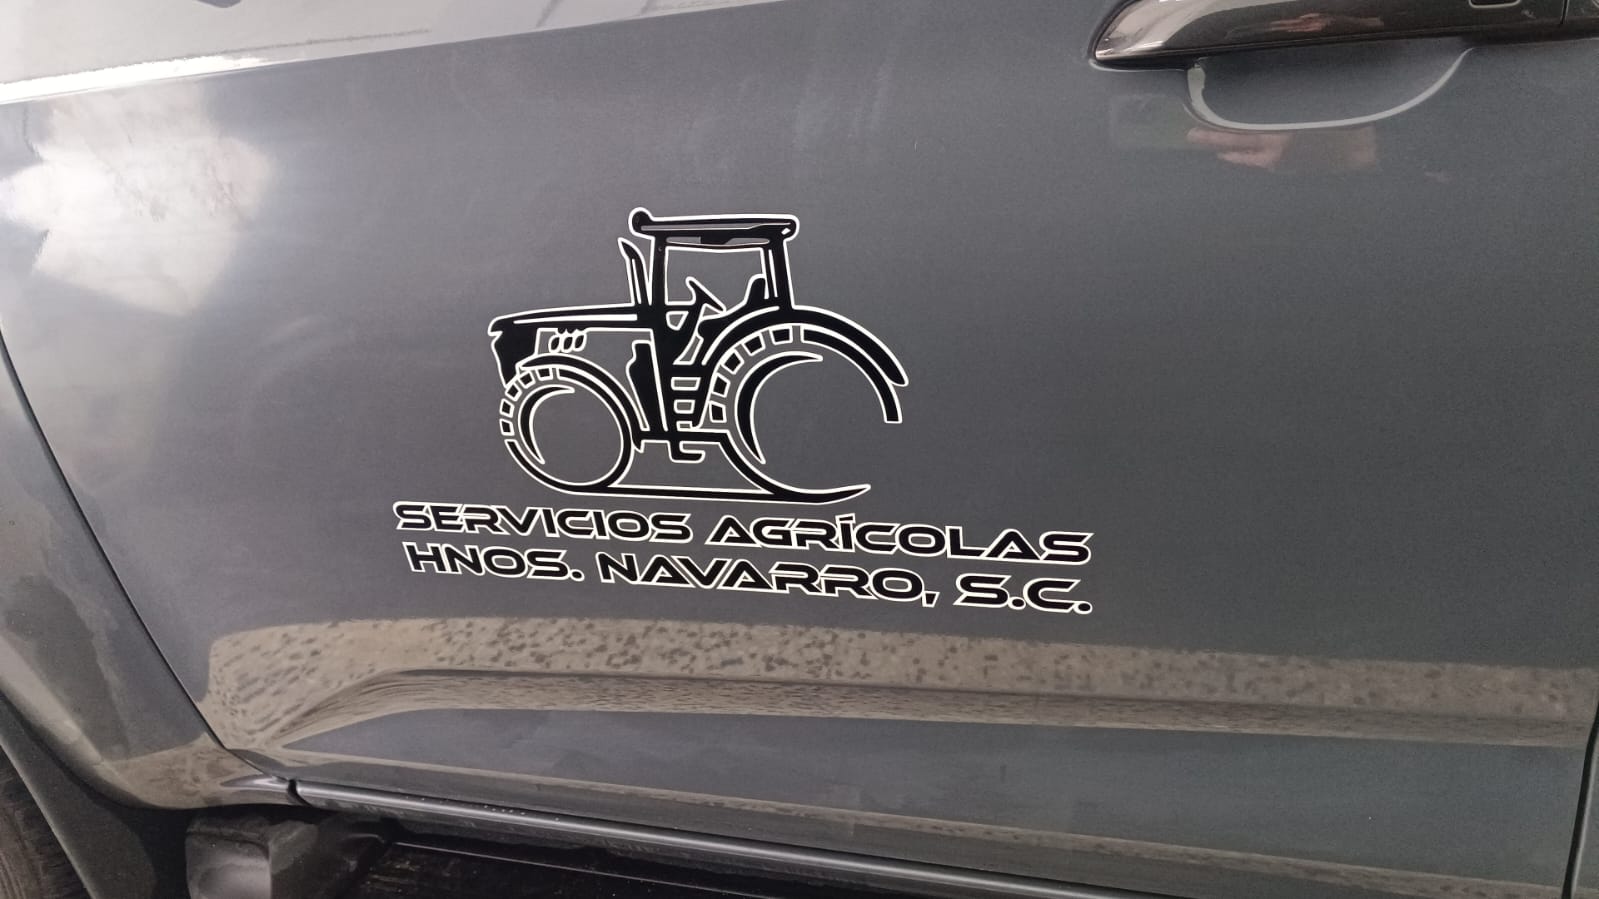 SERVICIOS AGRÍCOLAS
HNOS. NAVARRO, S.C.